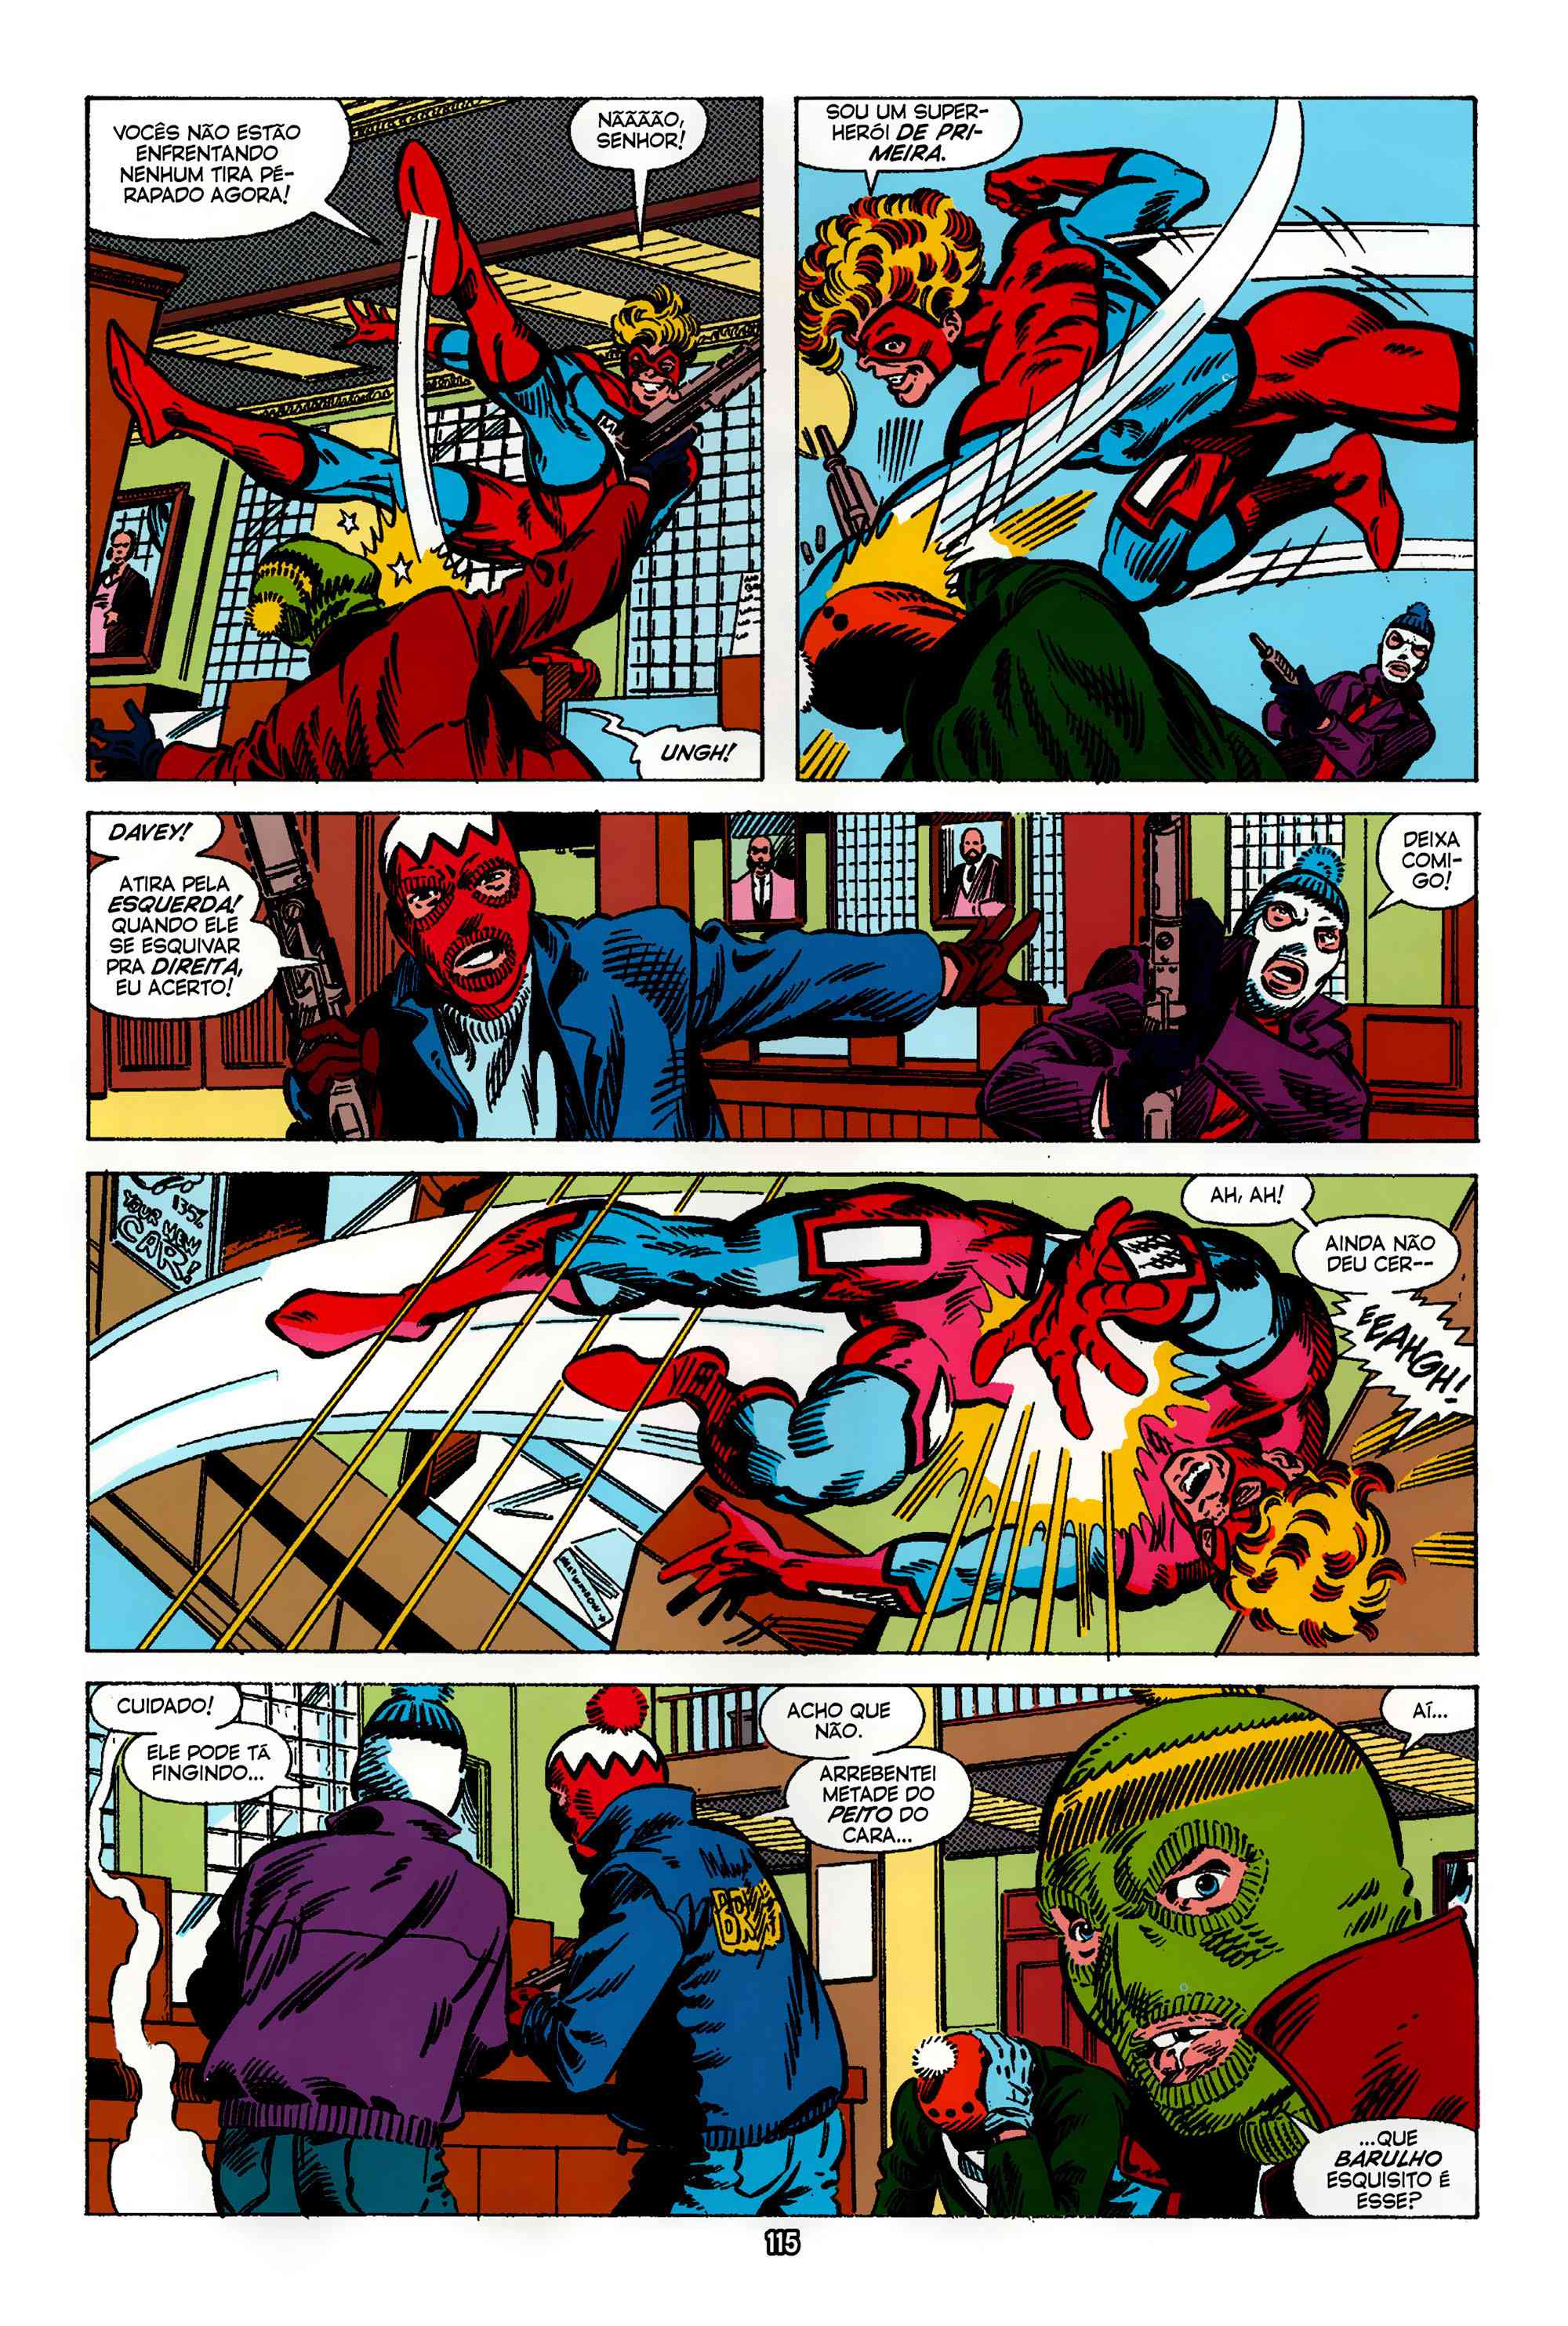 VOCÊS NÃO ESTÃO
ENFRENTANDO
NENHUM TIRA PÉ-
RAPADO AGORA!
NÃÃÃÃO,
SENHOR!
UNGH!
SOU UM SUPER-
HERÓI DE PRI-
MEIRA.
DAVEY!
ATIRA PELA
ESQUERDA!
QUANDO ELE
SE ESQUIVAR
PRA DIREITA,
EU ACERTO!
DEIXA
COMI-
GO!
13.5%
YOUR NEW
CAR!
AH, AH!
AINDA NÃO
DEU CER--
EEAHGH!
CUIDADO!
ELE PODE TÁ
FINGINDO...
ACHO QUE
NÃO.
ARREBENTEI
METADE DO
PEITO DO
CARA...
AÍ...
...QUE
BARULHO
ESQUISITO É
ESSE?
115